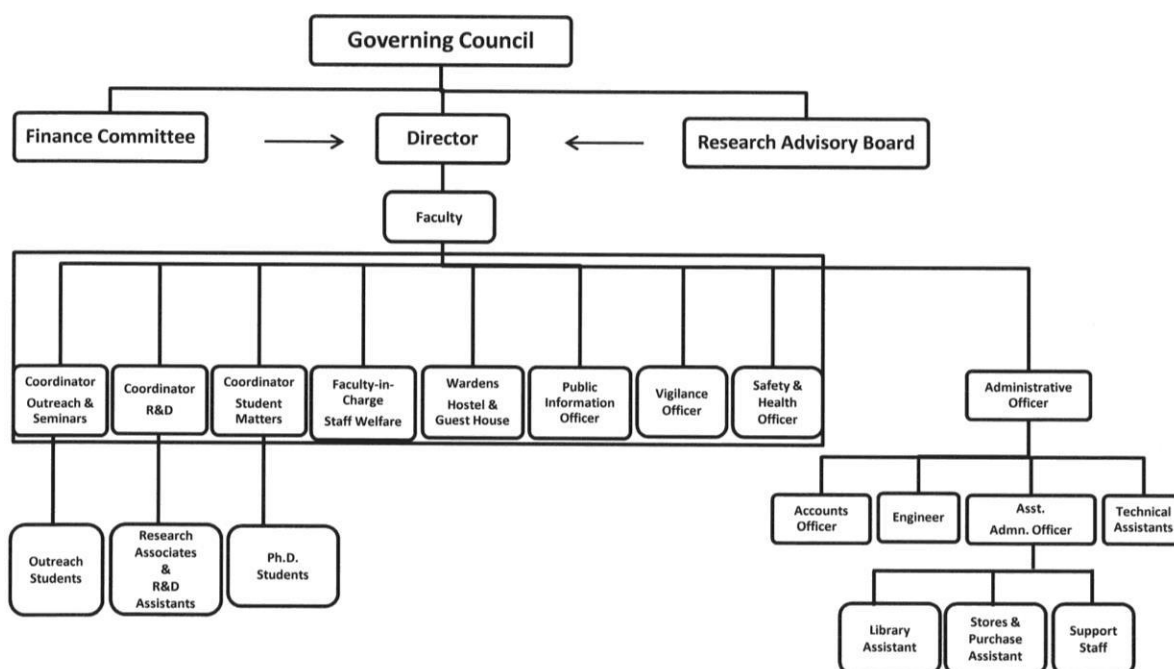 Governing Council
Finance Committee
Director
Research Advisory Board
Faculty
Coordinator
Outreach &
Seminars
Coordinator
R&D
Coordinator
Student
Matters
Faculty-in-
Charge
Staff Welfare
Wardens
Hostel &
Guest House
Public
Information
Officer
Vigilance
Officer
Safety &
Health
Officer
Administrative
Officer
Accounts
Officer
Engineer
Asst.
Admn. Officer
Technical
Assistants
Outreach
Students
Research
Associates
&
R&D
Assistants
Ph.D.
Students
Library
Assistant
Stores &
Purchase
Assistant
Support
Staff